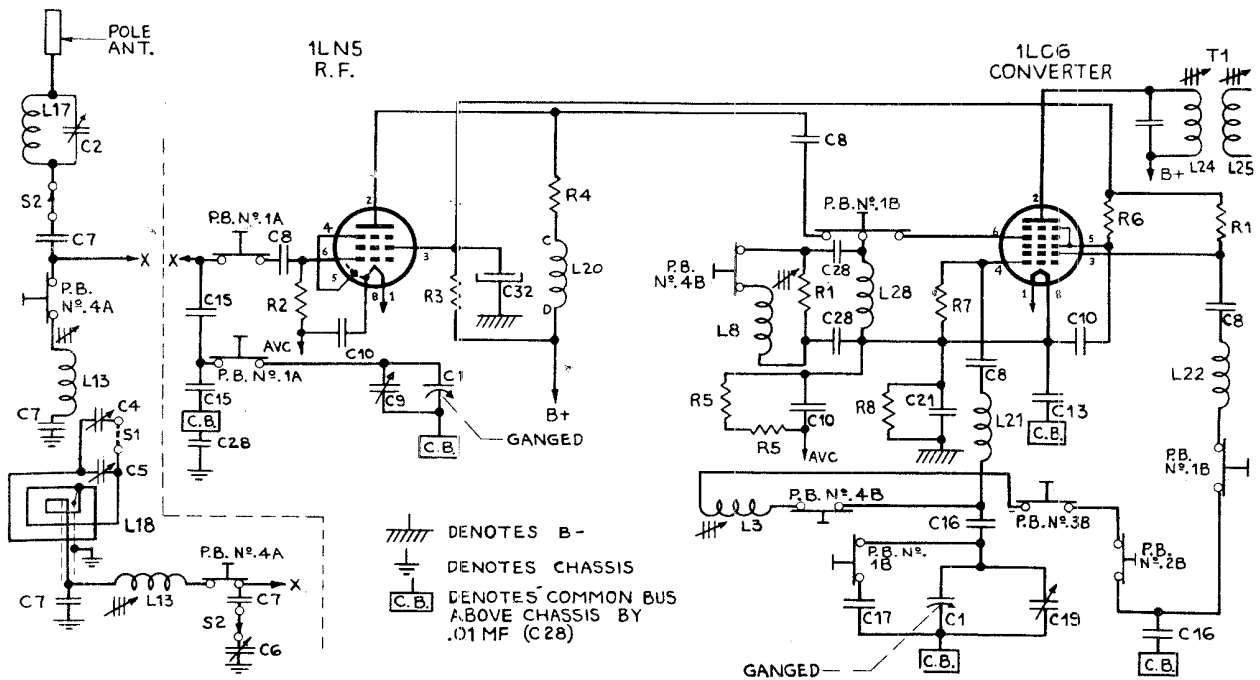 POLE
ANT.
1LN5
R.F.
1LC6
CONVERTER
T1
L17
C2
S2
C7
X
X
P.B.
Nº.4A
L13
C7
C4
S1
C5
L18
C7
L13
P.B. Nº.4A
C7
X
S2
C6
P.B. Nº.1A
C8
C15
R2
AVC
C10
P.B. Nº.1A
C15
C.B.
C28
C9
C1
C.B.
GANGED
2
4
6
5
8
1
3
R3
C32
R4
C
L20
D
B+
C8
P.B. Nº.1B
P.B.
Nº.4B
C28
R1
L8
C28
L28
R5
C10
R5
AVC
R7
R8
C21
C8
L21
2
6
4
5
3
1
8
C10
C13
C.B.
R6
R1
B+
L24
L25
C8
L22
P.B.
Nº.1B
L3
P.B. Nº.4B
P.B. Nº.3B
P.B.
Nº.2B
C16
P.B. Nº.
1B
C17
C1
C19
C.B.
C16
C.B.
GANGED
DENOTES B-
DENOTES CHASSIS
C.B.
DENOTES COMMON BUS
ABOVE CHASSIS BY
.01 MF (C28)